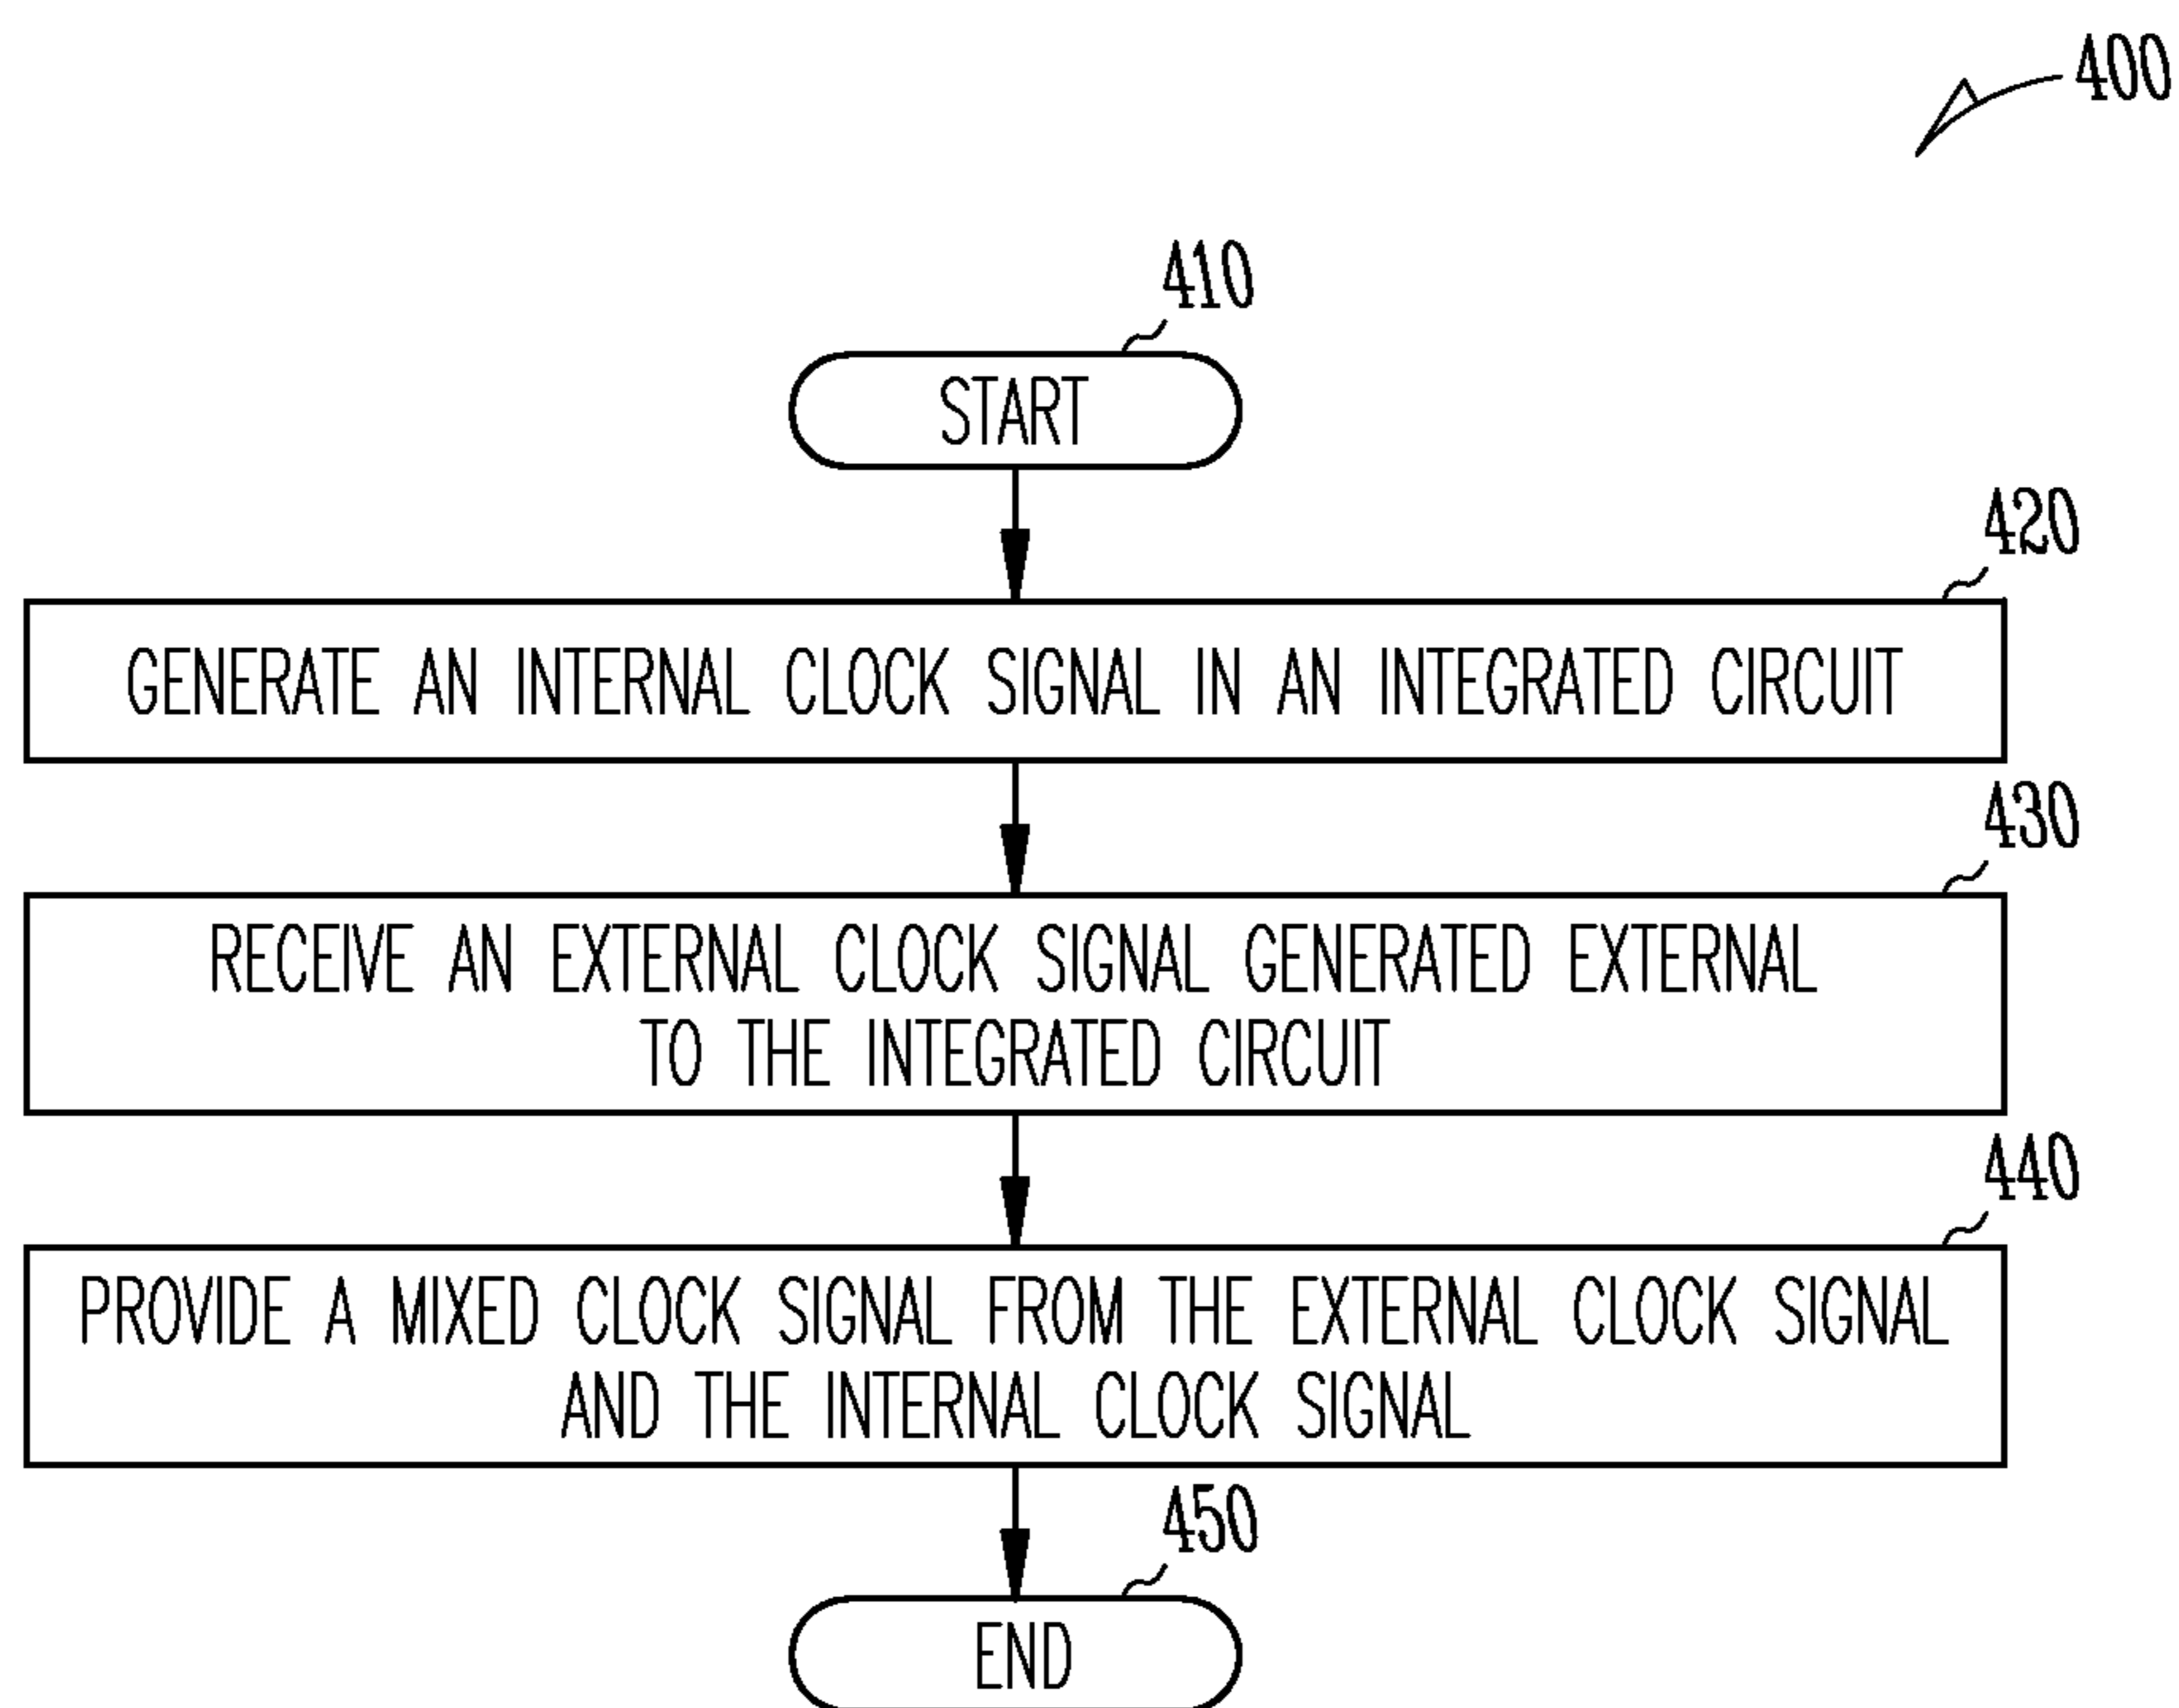 400
410
START
420
GENERATE AN INTERNAL CLOCK SIGNAL IN AN INTEGRATED CIRCUIT
430
RECEIVE AN EXTERNAL CLOCK SIGNAL GENERATED EXTERNAL
TO THE INTEGRATED CIRCUIT
440
PROVIDE A MIXED CLOCK SIGNAL FROM THE EXTERNAL CLOCK SIGNAL
AND THE INTERNAL CLOCK SIGNAL
450
END